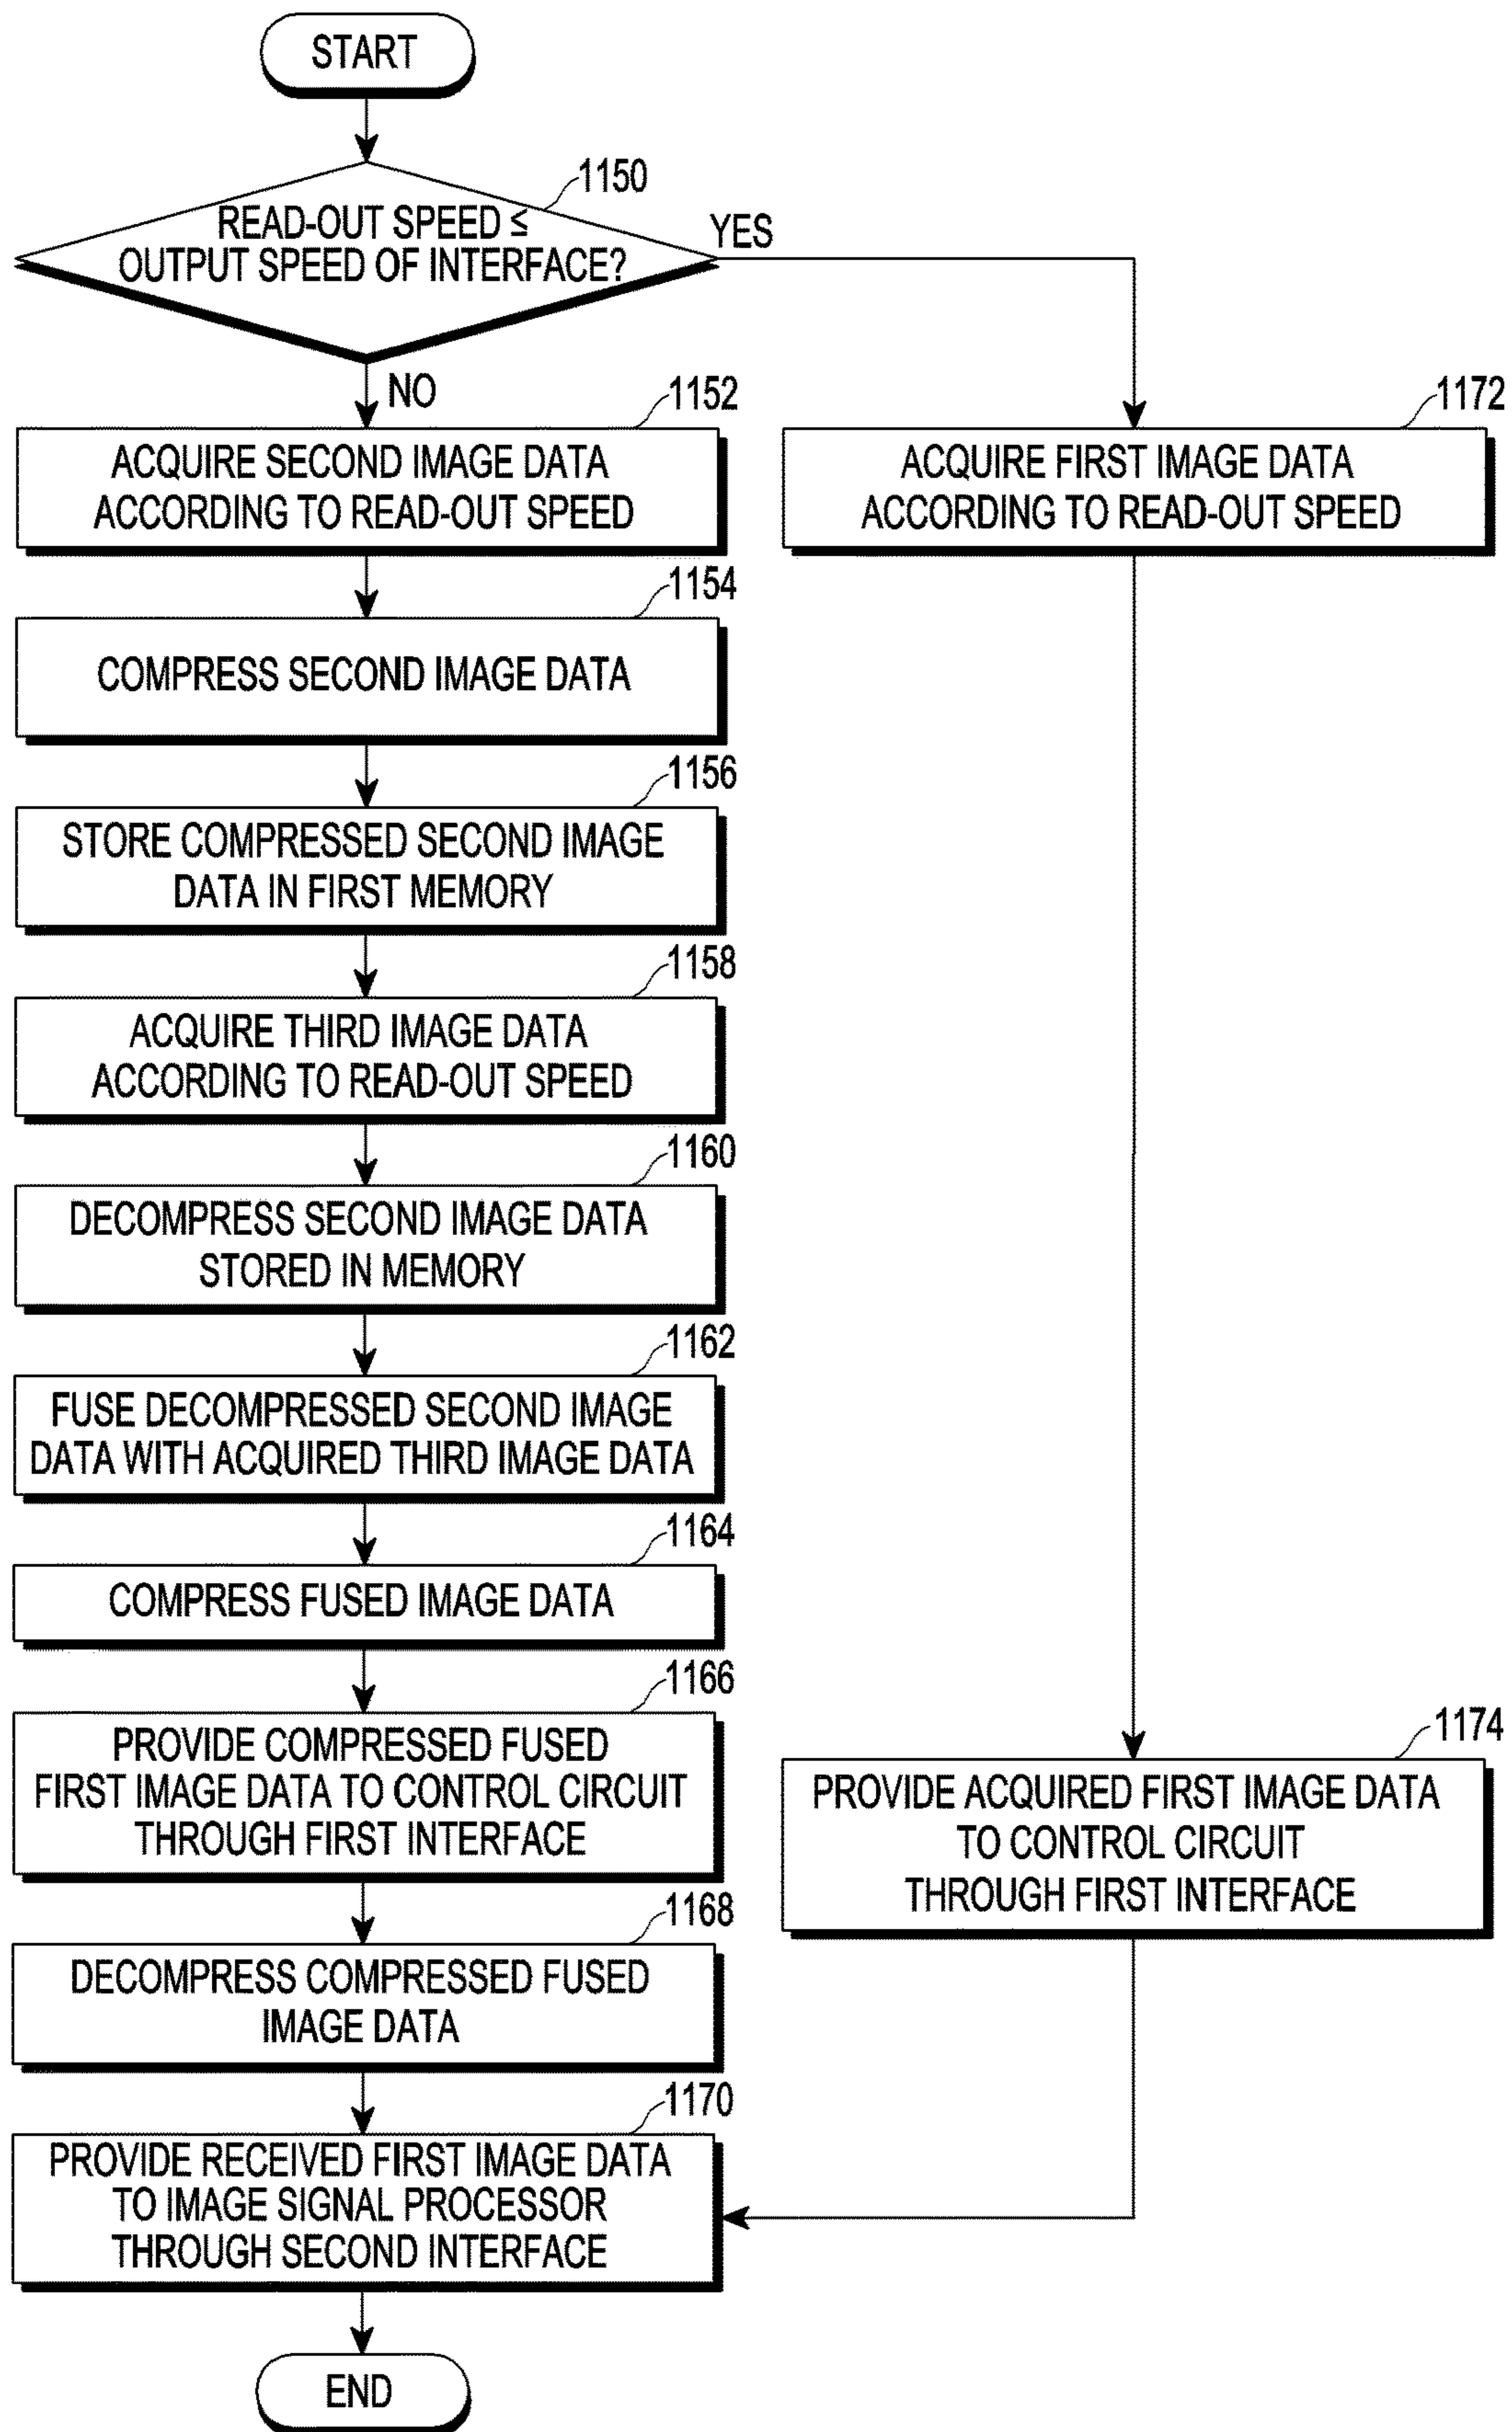 START
1150
READ-OUT SPEED ≤
OUTPUT SPEED OF INTERFACE?
YES
NO
1152
ACQUIRE SECOND IMAGE DATA
ACCORDING TO READ-OUT SPEED
1172
ACQUIRE FIRST IMAGE DATA
ACCORDING TO READ-OUT SPEED
1154
COMPRESS SECOND IMAGE DATA
1156
STORE COMPRESSED SECOND IMAGE
DATA IN FIRST MEMORY
1158
ACQUIRE THIRD IMAGE DATA
ACCORDING TO READ-OUT SPEED
1160
DECOMPRESS SECOND IMAGE DATA
STORED IN MEMORY
1162
FUSE DECOMPRESSED SECOND IMAGE
DATA WITH ACQUIRED THIRD IMAGE DATA
1164
COMPRESS FUSED IMAGE DATA
1166
PROVIDE COMPRESSED FUSED
FIRST IMAGE DATA TO CONTROL CIRCUIT
THROUGH FIRST INTERFACE
1174
PROVIDE ACQUIRED FIRST IMAGE DATA
TO CONTROL CIRCUIT
THROUGH FIRST INTERFACE
1168
DECOMPRESS COMPRESSED FUSED
IMAGE DATA
1170
PROVIDE RECEIVED FIRST IMAGE DATA
TO IMAGE SIGNAL PROCESSOR
THROUGH SECOND INTERFACE
END